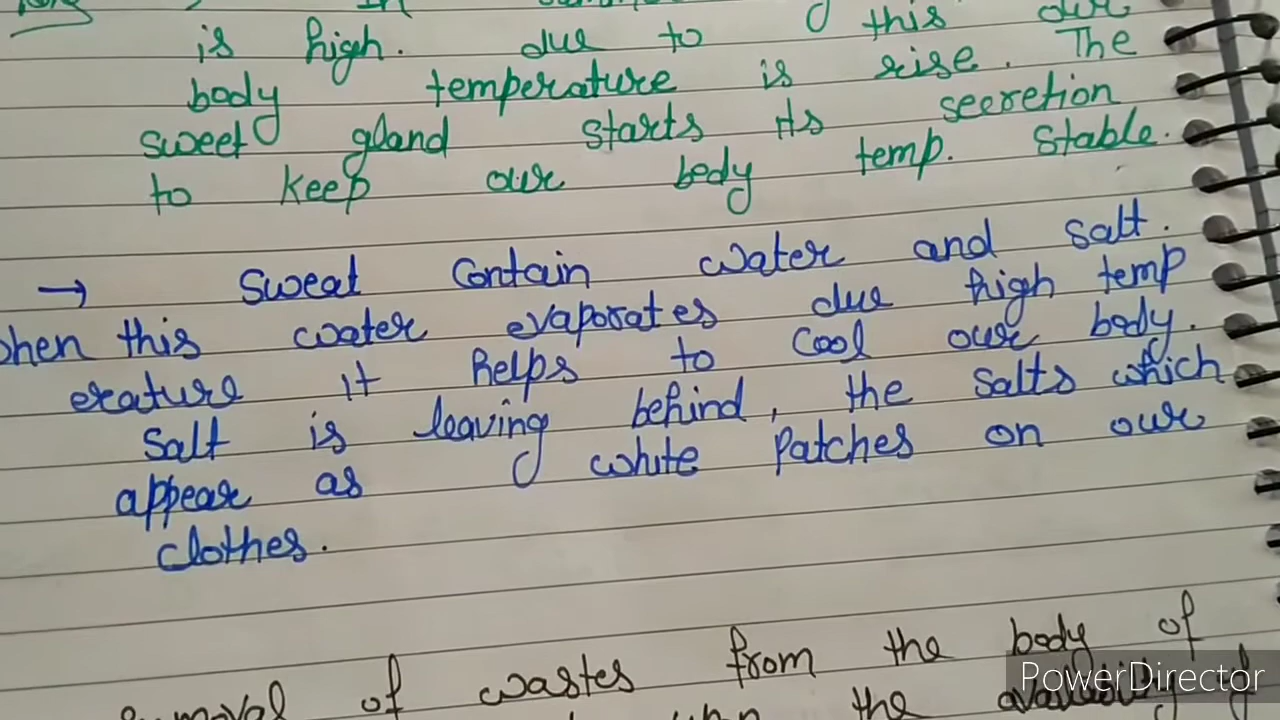 is high. due to this our
body temperature is rise. The
sweet gland starts its secretion
to keep our body temp. stable.
→ Sweat contain water and salt.
when this water evaporates due high temp
erature it helps to cool our body.
Salt is leaving behind, the salts which
appear as white patches on our
clothes.
of wastes from the body of
the
PowerDirector